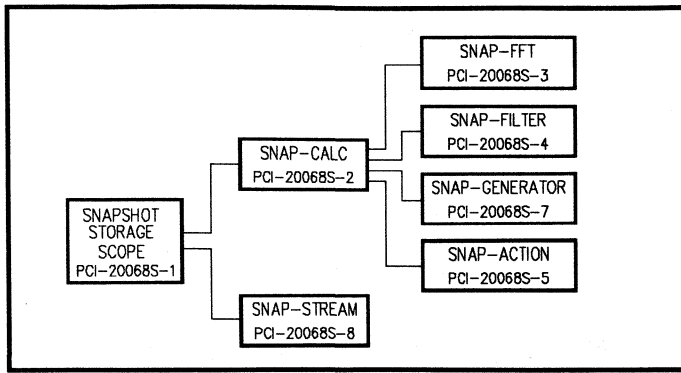 SNAP-FFT
PCI-20068S-3
SNAP-FILTER
PCI-20068S-4
SNAP-CALC
PCI-20068S-2
SNAP-GENERATOR
PCI-20068S-7
SNAPSHOT
STORAGE
SCOPE
PCI-20068S-1
SNAP-ACTION
PCI-20068S-5
SNAP-STREAM
PCI-20068S-8